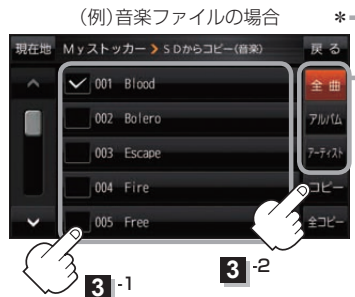 (例)音楽ファイルの場合
*
現在地 Myストッカー > SDからコピー(音楽) 戻る
001 Blood
全曲
002 Bolero
アルバム
003 Escape
アーティスト
004 Fire
コピー
005 Free
全コピー
3 -1
3 -2